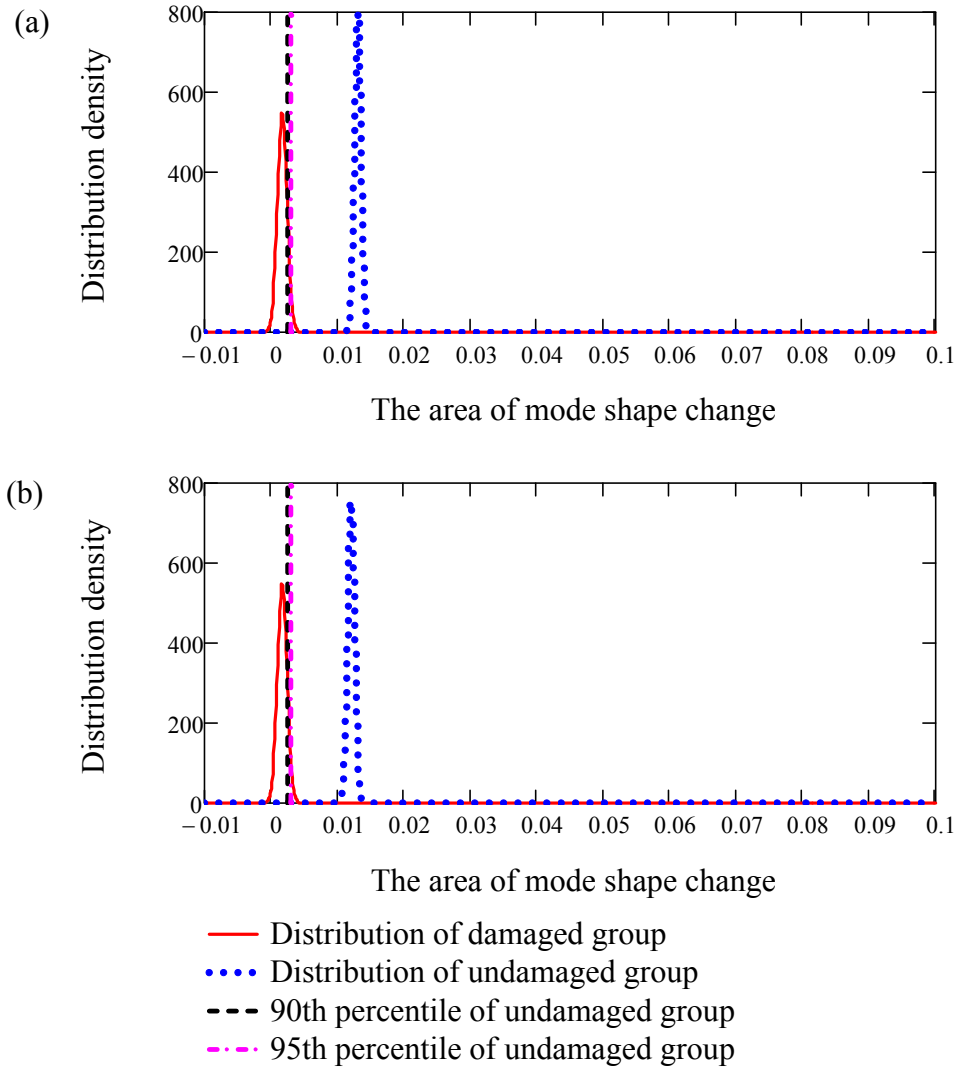 (a)
Distribution density
800
600
400
200
0
−0.01 0 0.01 0.02 0.03 0.04 0.05 0.06 0.07 0.08 0.09 0.1
The area of mode shape change
(b)
Distribution density
800
600
400
200
0
−0.01 0 0.01 0.02 0.03 0.04 0.05 0.06 0.07 0.08 0.09 0.1
The area of mode shape change
Distribution of damaged group
Distribution of undamaged group
90th percentile of undamaged group
95th percentile of undamaged group